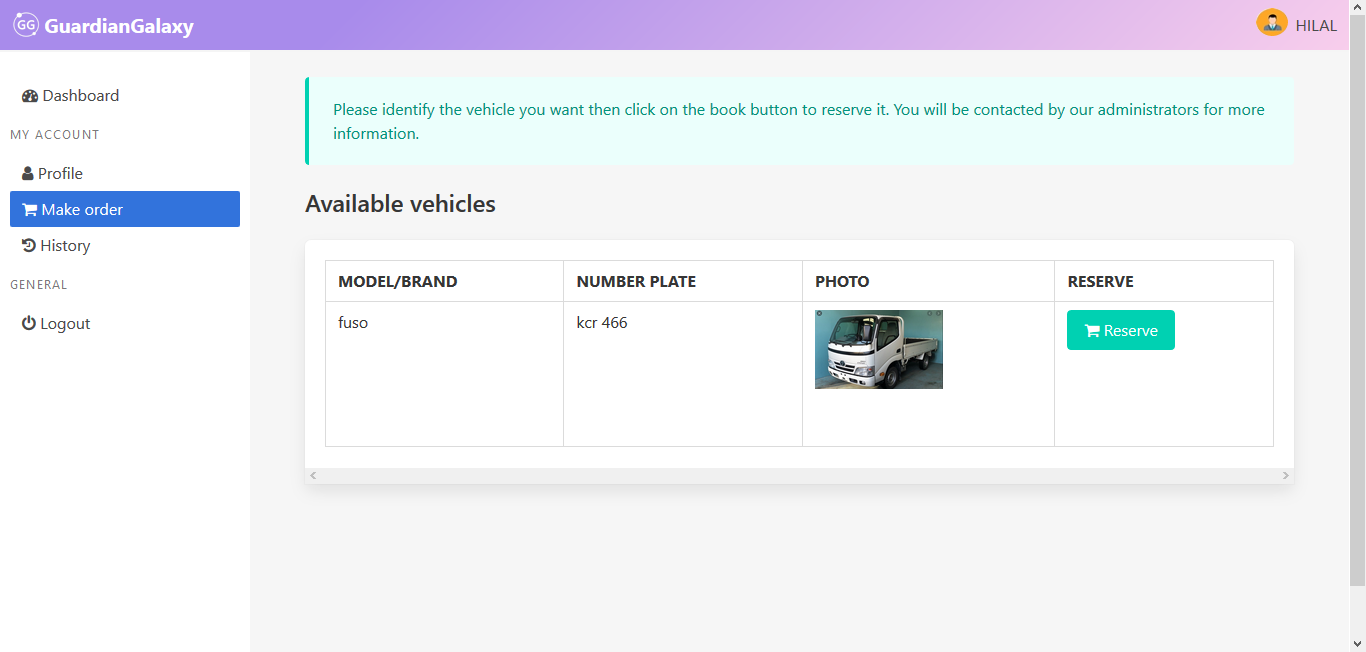 GG GuardianGalaxy
HILAL
Dashboard
MY ACCOUNT
Profile
Make order
History
GENERAL
Logout
Please identify the vehicle you want then click on the book button to reserve it. You will be contacted by our administrators for more
information.
Available vehicles
MODEL/BRAND NUMBER PLATE PHOTO RESERVE
fuso kcr 466 Reserve